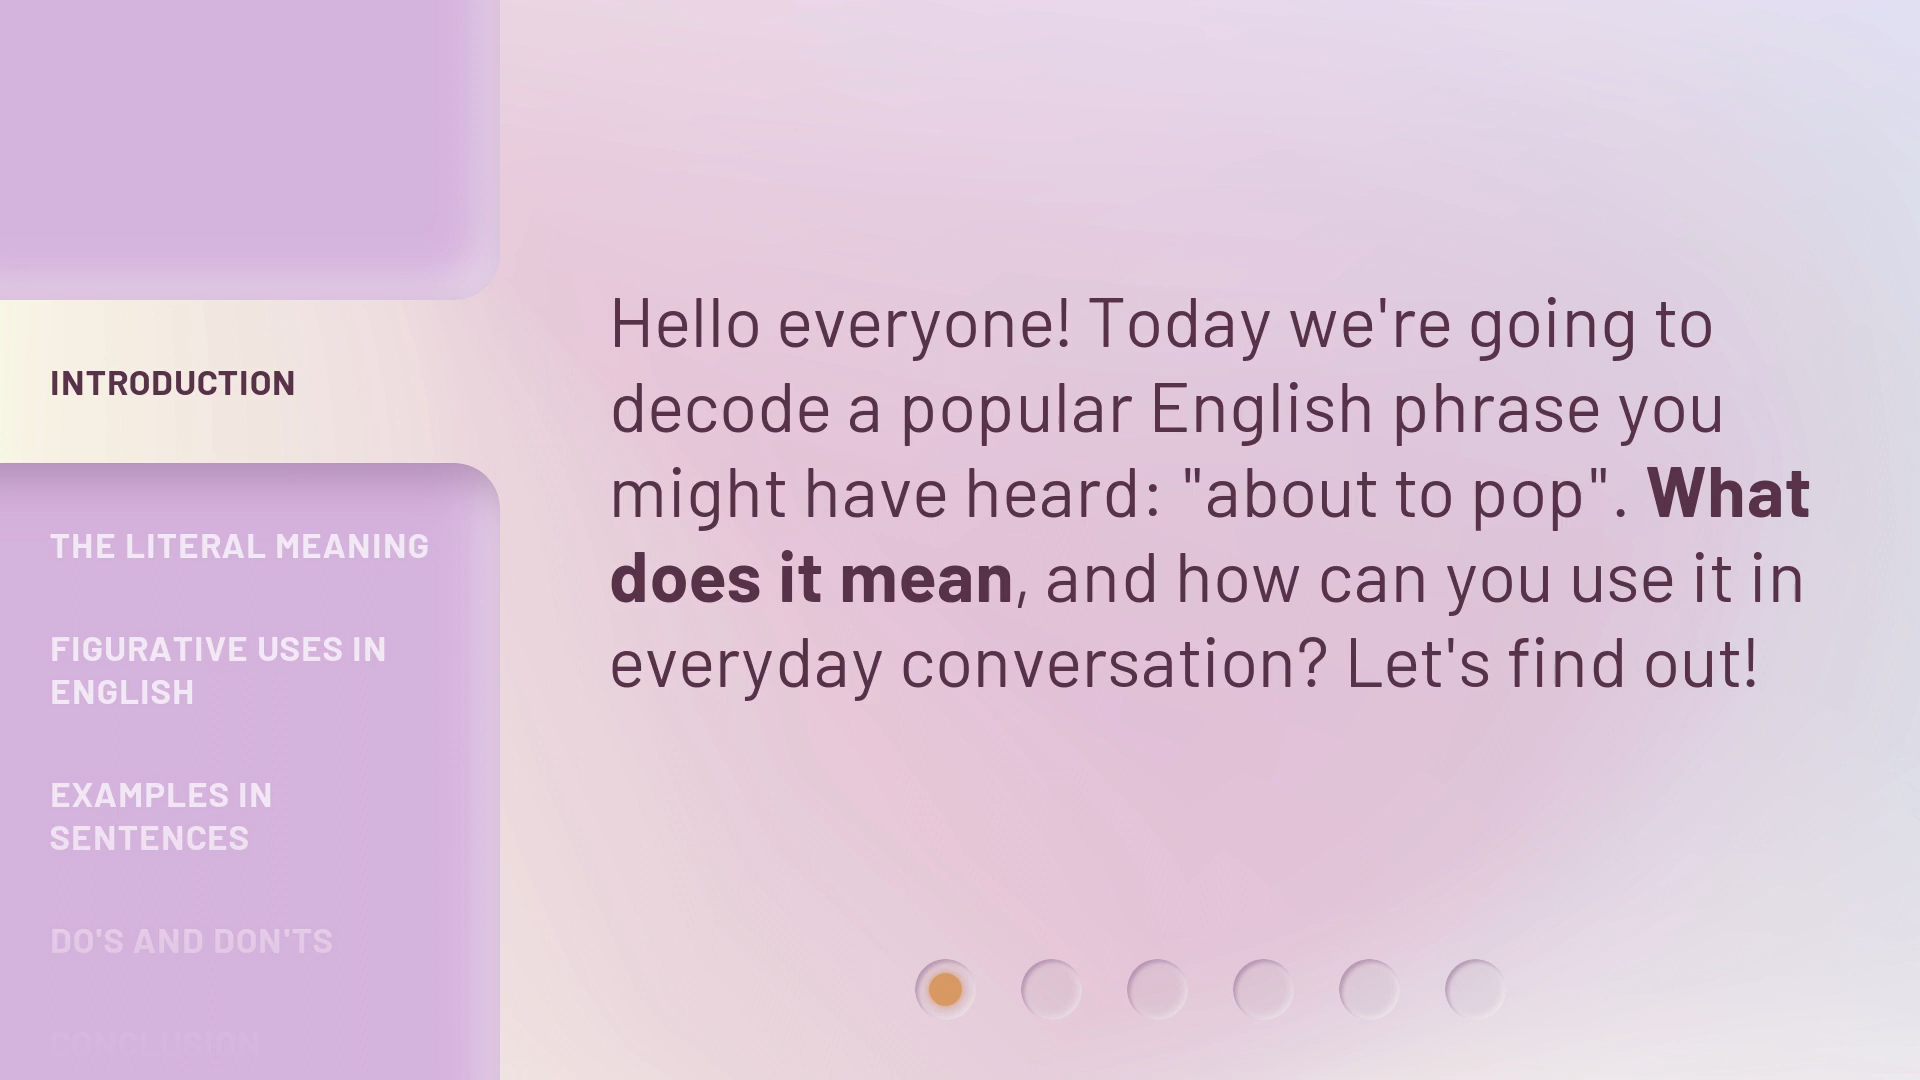 INTRODUCTION
THE LITERAL MEANING
FIGURATIVE USES IN
ENGLISH
EXAMPLES IN
SENTENCES
DO'S AND DON'TS
CONCLUSION
Hello everyone! Today we're going to
decode a popular English phrase you
might have heard: "about to pop". What
does it mean, and how can you use it in
everyday conversation? Let's find out!